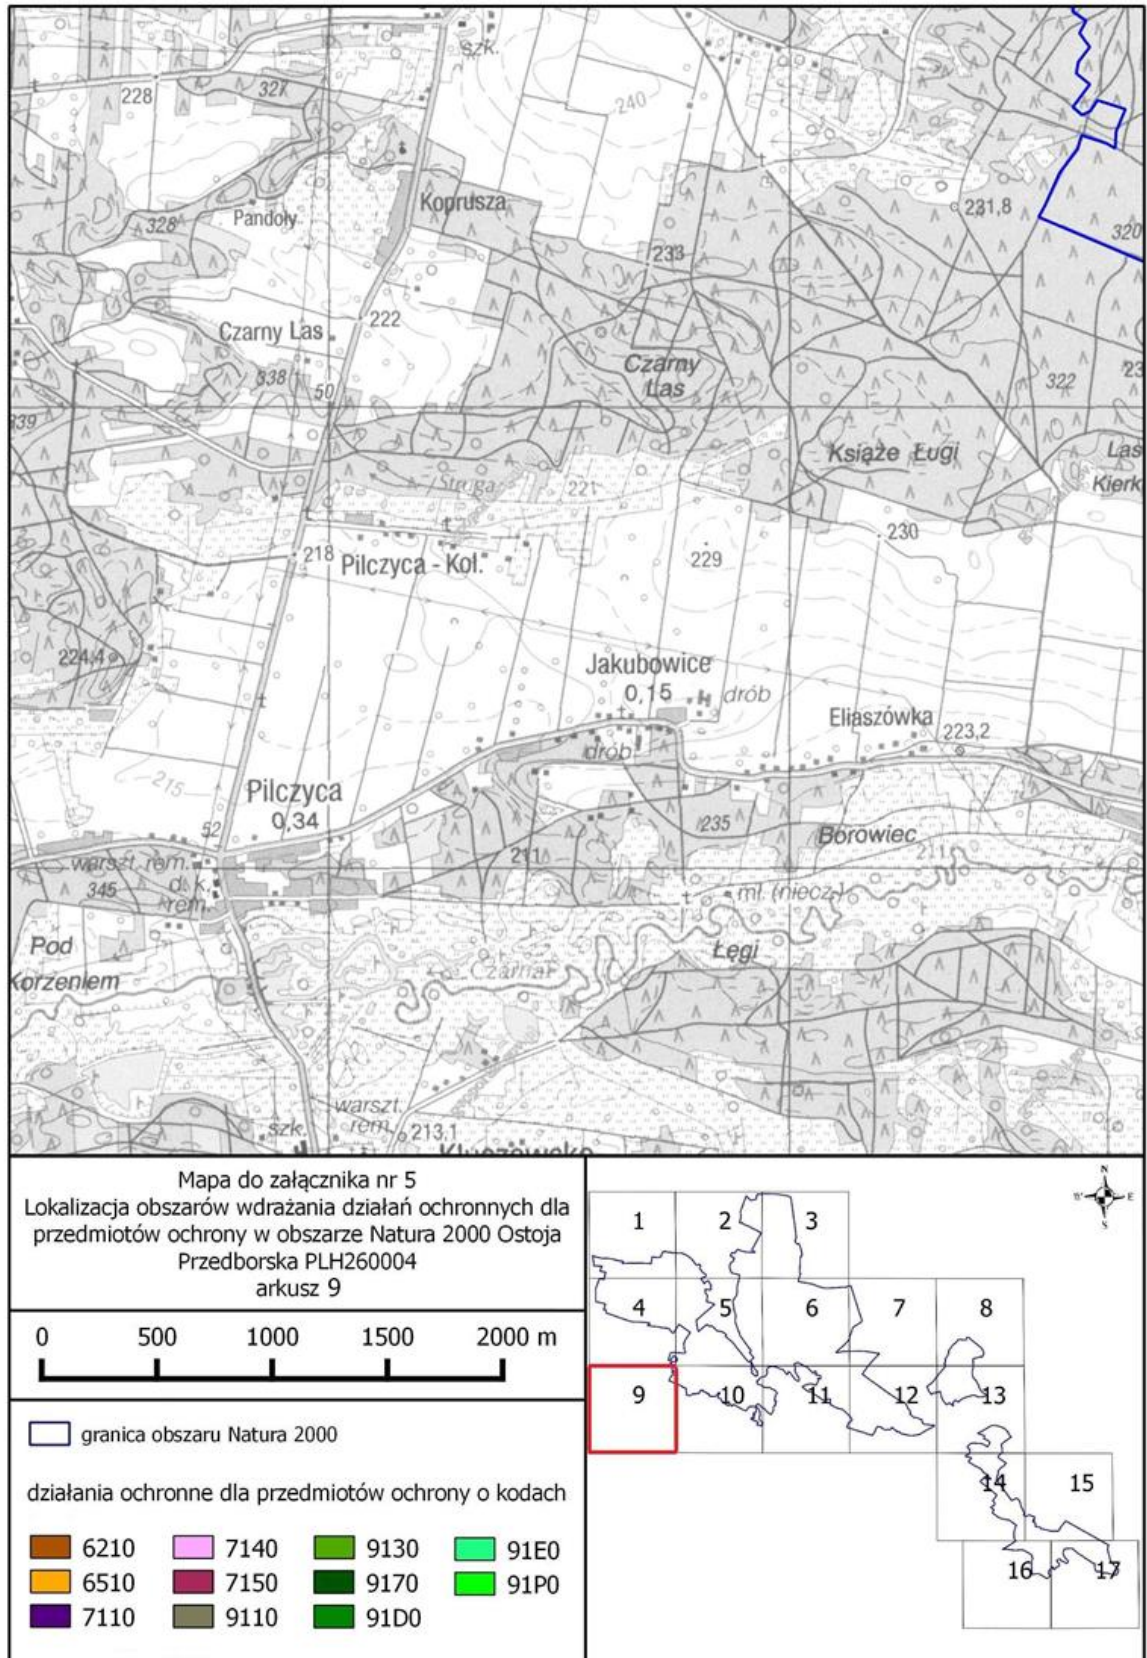 szk.
327
228
240
328
Pandoły
Koprusza
231,8
320
233
222
Czarny Las
338
50
Czarny
Las
322
23
339
Książe Ługi
Las
Kierk
Struga
221
230
218
229
Pilczyca - Kol.
224,4
Jakubowice
0,15
drób
Eliaszówka
223,2
drób
215
Pilczyca
0,34
52
235
Borowiec
211
211
warszt. rem.
d. k.
345
rem.
mł. (niecz.)
Pod
Korzeniem
Łęgi
Czarna
warszt.
rem.
szk.
213,1
Kluczewsko
Mapa do załącznika nr 5
Lokalizacja obszarów wdrażania działań ochronnych dla
przedmiotów ochrony w obszarze Natura 2000 Ostoja
Przedborska PLH260004
arkusz 9
0 500 1000 1500 2000 m
granica obszaru Natura 2000
działania ochronne dla przedmiotów ochrony o kodach
6210 7140 9130 91E0
6510 7150 9170 91P0
7110 9110 91D0
N
W E
S
1 2 3
4 5 6 7 8
9 10 11 12 13
14 15
16 17